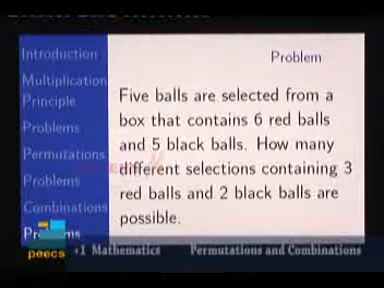 Introduction
Multiplication
Principle
Problems
Permutations
Problems
Combinations
Problems
Problem
Five balls are selected from a
box that contains 6 red balls
and 5 black balls. How many
different selections containing 3
red balls and 2 black balls are
possible.
peecs
+1 Mathematics
Permutations and Combinations